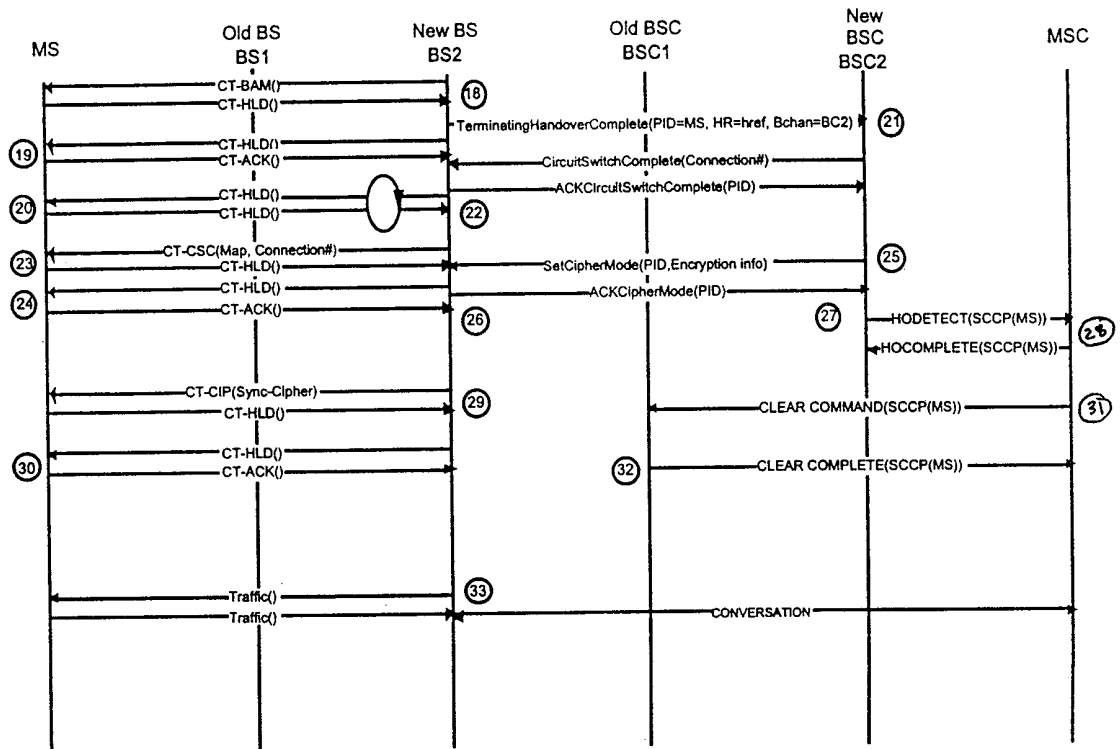 MS
Old BS
BS1
New BS
BS2
Old BSC
BSC1
New
BSC
BSC2
MSC
CT-BAM()
18
CT-HLD()
TerminatingHandoverComplete(PID=MS, HR=href, Bchan=BC2)
21
CT-HLD()
19
CT-ACK()
CircuitSwitchComplete(Connection#)
CT-HLD()
ACKCircuitSwitchComplete(PID)
20
CT-HLD()
22
CT-CSC(Map, Connection#)
23
CT-HLD()
SetCipherMode(PID,Encryption info)
25
CT-HLD()
ACKCipherMode(PID)
24
CT-ACK()
26
27
HODETECT(SCCP(MS))
28
HOCOMPLETE(SCCP(MS))
CT-CIP(Sync-Cipher)
29
CT-HLD()
CLEAR COMMAND(SCCP(MS))
31
CT-HLD()
30
CT-ACK()
32
CLEAR COMPLETE(SCCP(MS))
33
Traffic()
Traffic()
CONVERSATION